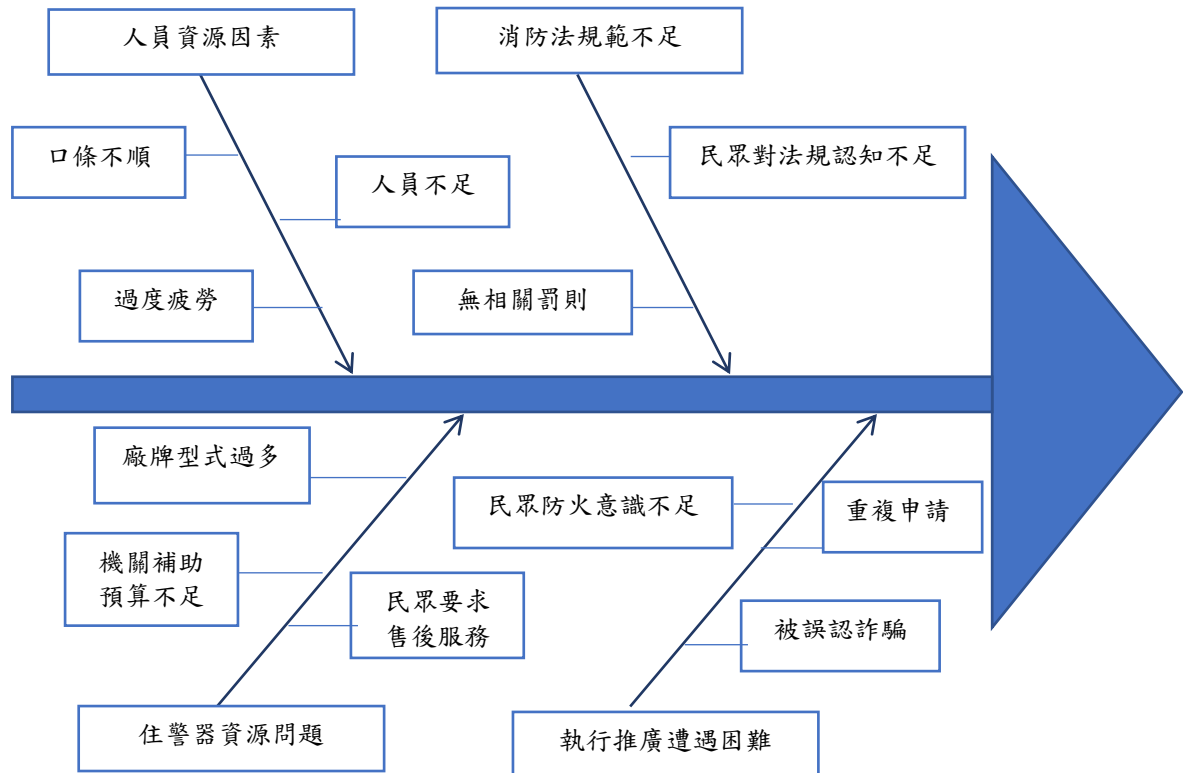 人員資源因素
消防法規範不足
口條不順
人員不足
民眾對法規認知不足
過度疲勞
無相關罰則
廠牌型式過多
民眾防火意識不足
重複申請
機關補助
預算不足
民眾要求
售後服務
被誤認詐騙
住警器資源問題
執行推廣遭遇困難